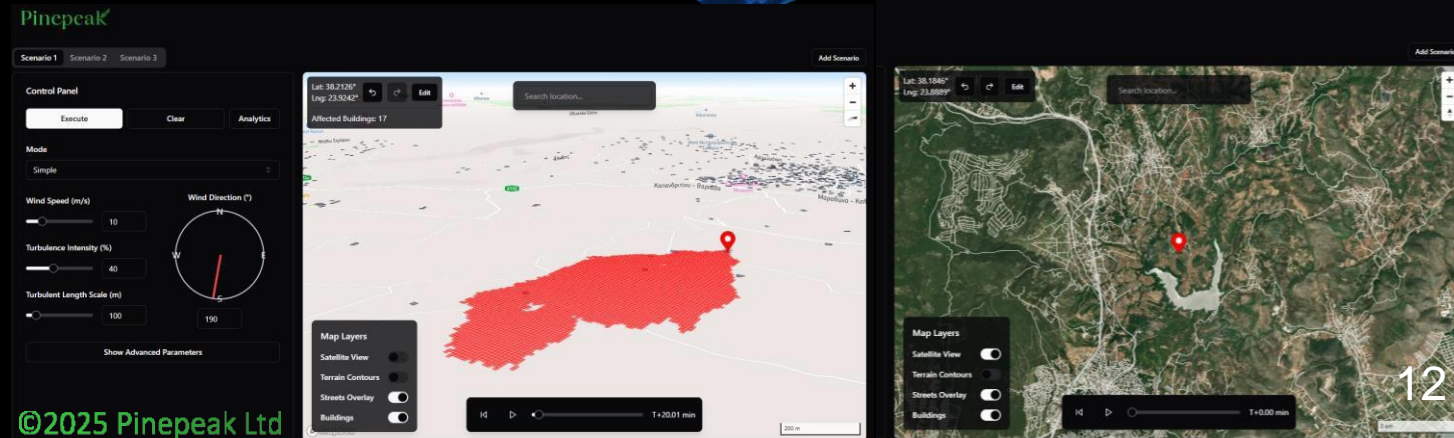 Pinepeak
Scenario 1 Scenario 2 Scenario 3
Add Scenario
Control Panel
Execute Clear Analytics
Mode
Simple
Wind Speed (m/s)
10
Turbulence Intensity (%)
40
Turbulent Length Scale (m)
100
Wind Direction (°)
N
W E
S
190
Show Advanced Parameters
©2025 Pinepeak Ltd
Lat: 38.2126°
Lng: 23.9242°
Edit
Affected Buildings: 17
Search location...
Καπανδριτίου – Βαρνάβα
Map Layers
Satellite View
Terrain Contours
Streets Overlay
Buildings
T+20.01 min
200 m
Add Scenario
Lat: 38.1846°
Lng: 23.8889°
Edit
Search location...
Map Layers
Satellite View
Terrain Contours
Streets Overlay
Buildings
T+0.00 min
12